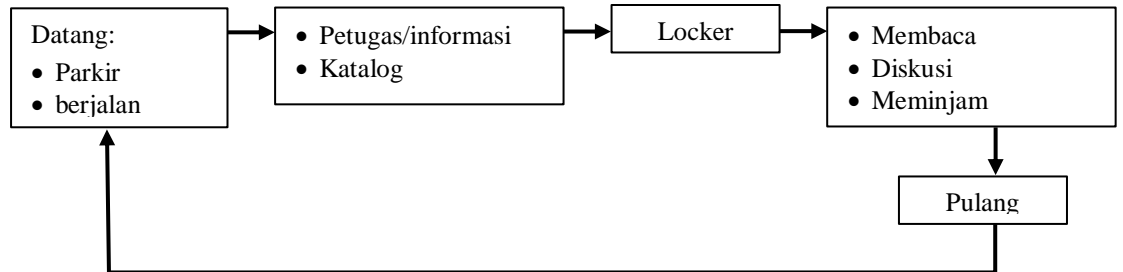 Datang:
• Parkir
• berjalan
• Petugas/informasi
• Katalog
Locker
• Membaca
• Diskusi
• Meminjam
Pulang